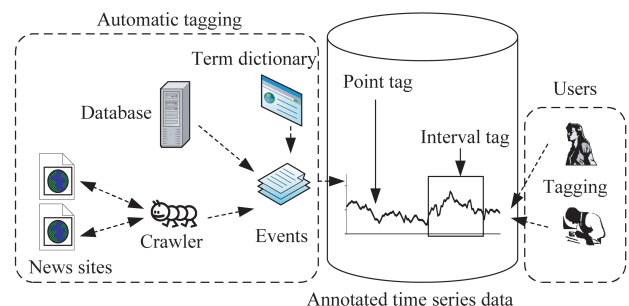 Automatic tagging
Term dictionary
Database
Point tag
Users
Interval tag
Tagging
Crawler
Events
News sites
Annotated time series data